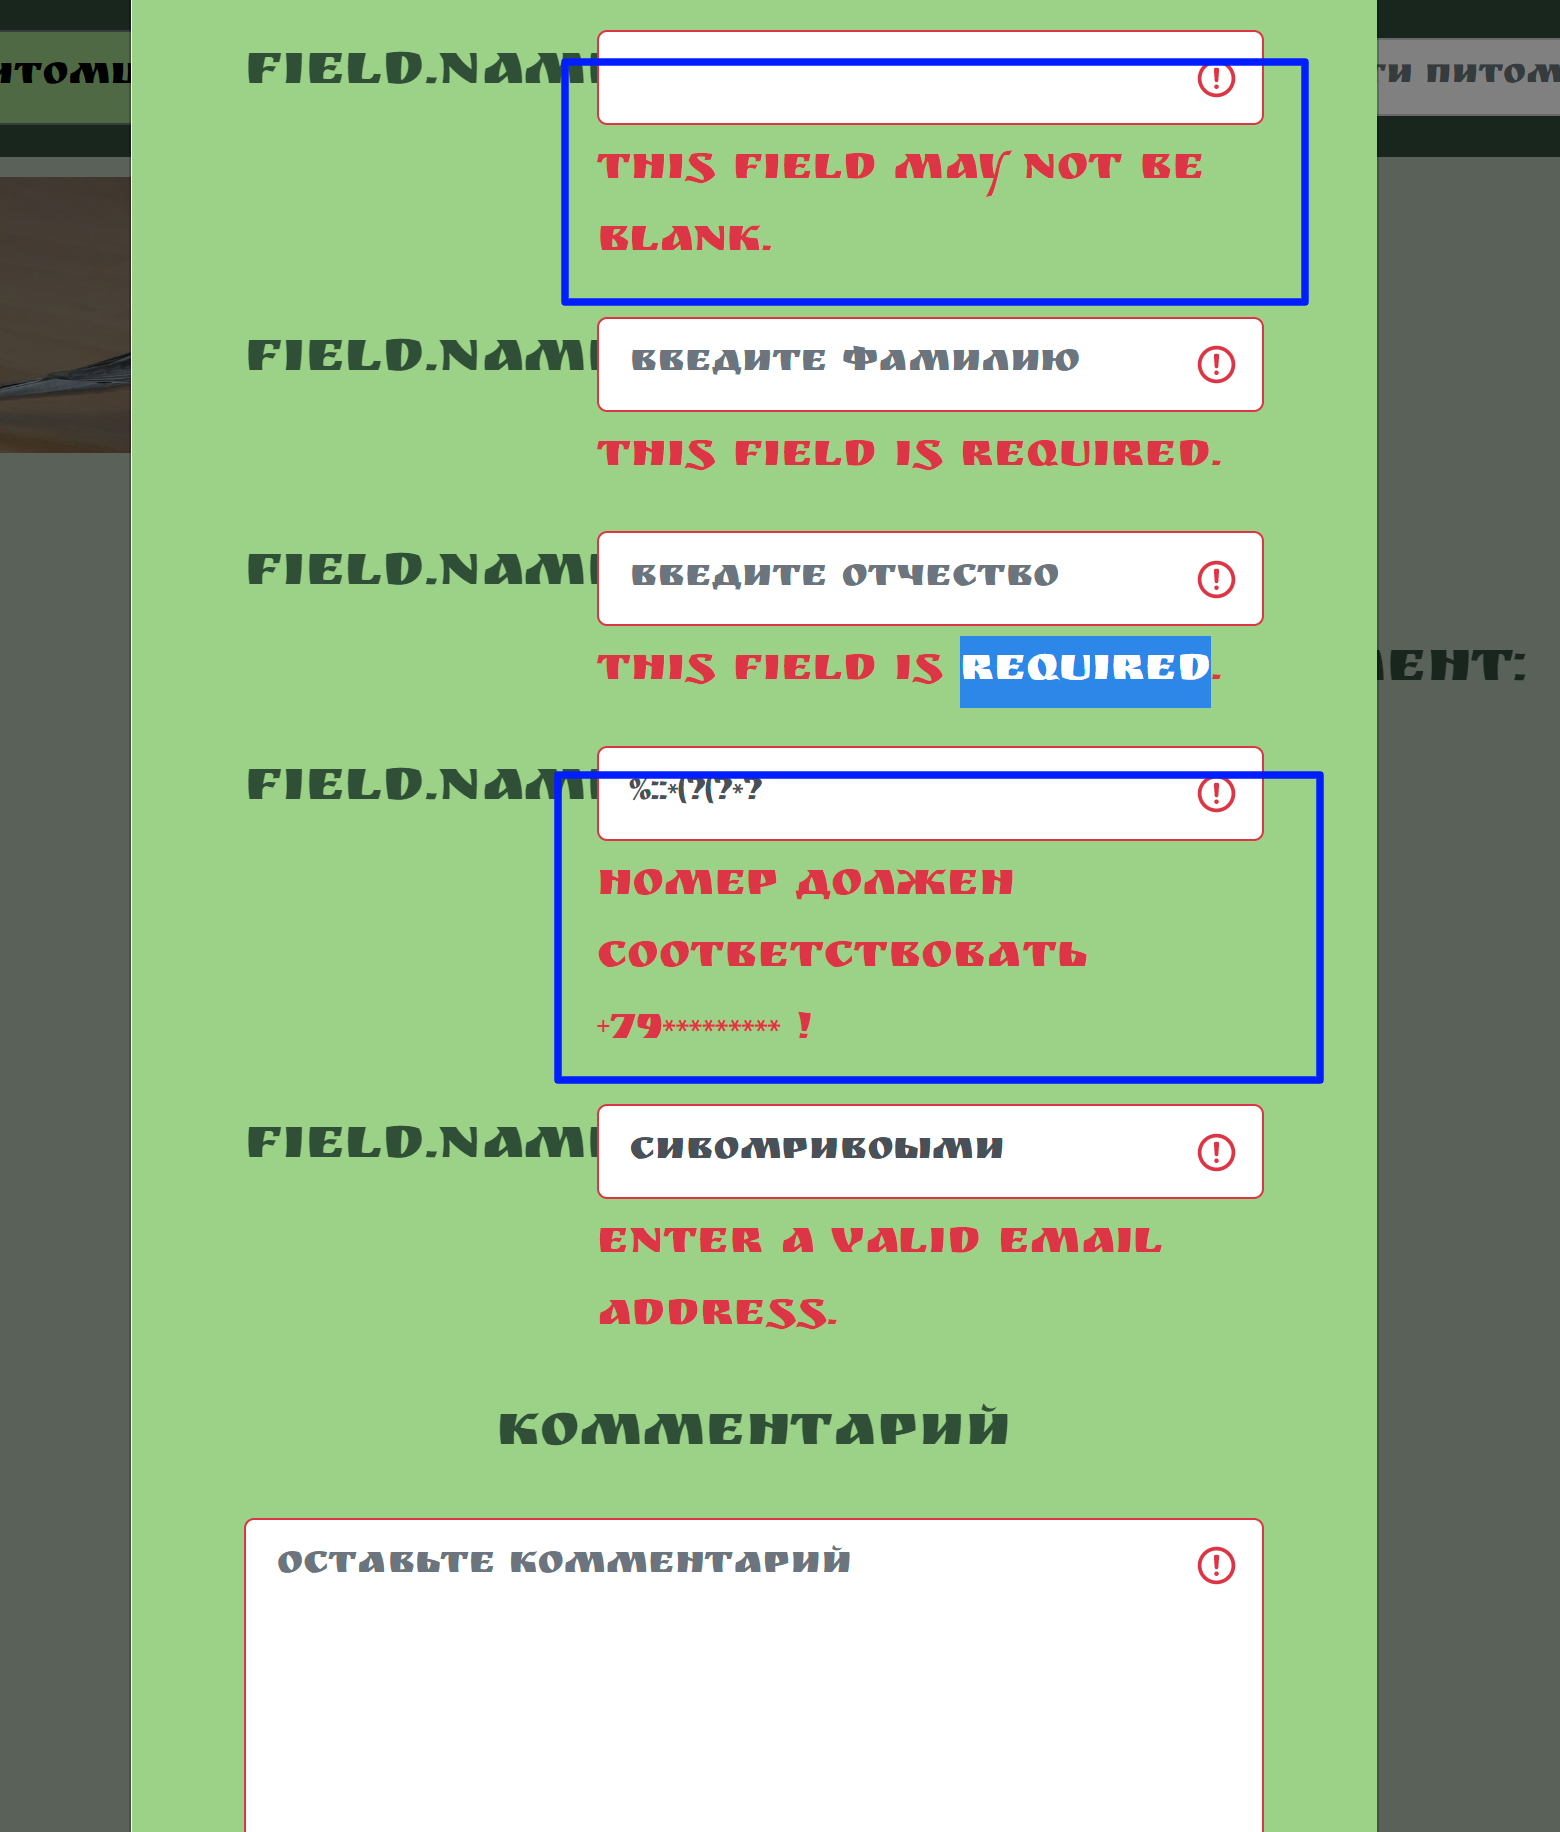 FIELD.NAM
THIS FIELD MAY NOT BE
BLANK.
FIELD.NAM
ВВЕДИТЕ ФАМИЛИЮ
THIS FIELD IS REQUIRED.
FIELD.NAM
ВВЕДИТЕ ОТЧЕСТВО
THIS FIELD IS REQUIRED.
ЕНТ:
FIELD.NAM
%::*(?(?*?
НОМЕР ДОЛЖЕН
СООТВЕТСТВОВАТЬ
+79********* !
FIELD.NAM
СИВОМРИВОЫМИ
ENTER A VALID EMAIL
ADDRESS.
КОММЕНТАРИЙ
ОСТАВЬТЕ КОММЕНТАРИЙ